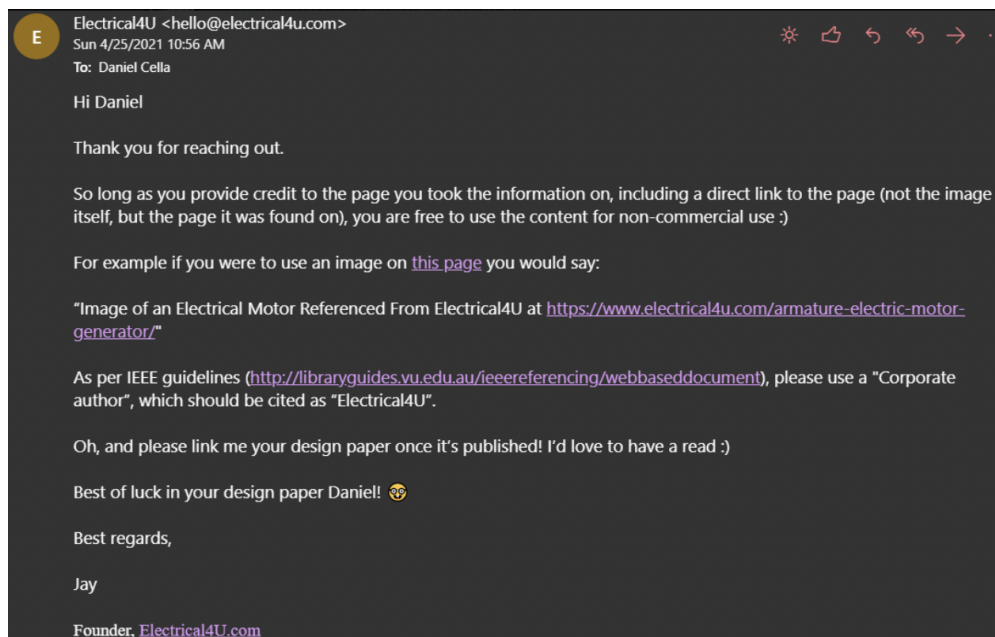 E
Electrical4U <hello@electrical4u.com>
Sun 4/25/2021 10:56 AM
To: Daniel Cella
Hi Daniel
Thank you for reaching out.
So long as you provide credit to the page you took the information on, including a direct link to the page (not the image
itself, but the page it was found on), you are free to use the content for non-commercial use :)
For example if you were to use an image on this page you would say:
“Image of an Electrical Motor Referenced From Electrical4U at https://www.electrical4u.com/armature-electric-motor-
generator/"
As per IEEE guidelines (http://libraryguides.vu.edu.au/ieeereferencing/webbaseddocument), please use a "Corporate
author”, which should be cited as “Electrical4U”.
Oh, and please link me your design paper once it’s published! I’d love to have a read :)
Best of luck in your design paper Daniel! 🤓
Best regards,
Jay
Founder, Electrical4U.com